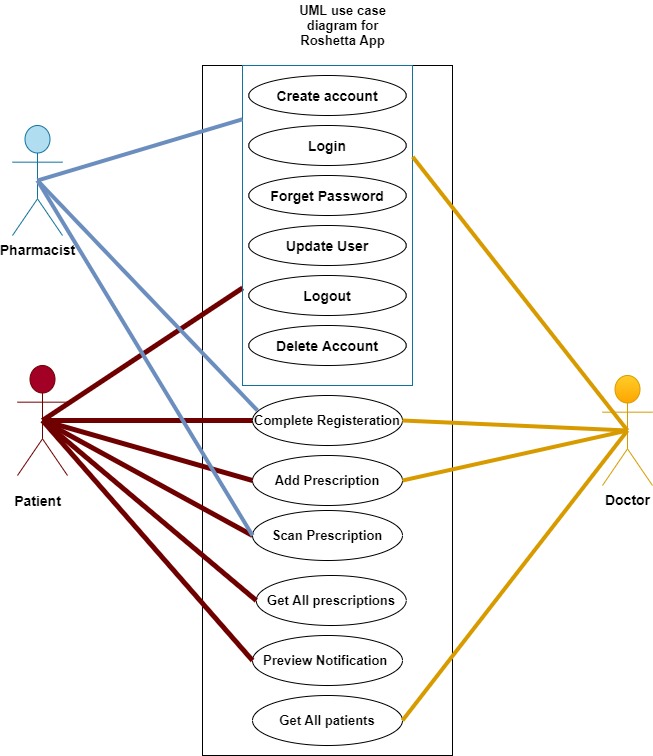 UML use case
diagram for
Roshetta App
Create account
Login
Forget Password
Update User
Logout
Delete Account
Complete Registeration
Add Prescription
Scan Prescription
Get All prescriptions
Preview Notification
Get All patients
Pharmacist
Patient
Doctor